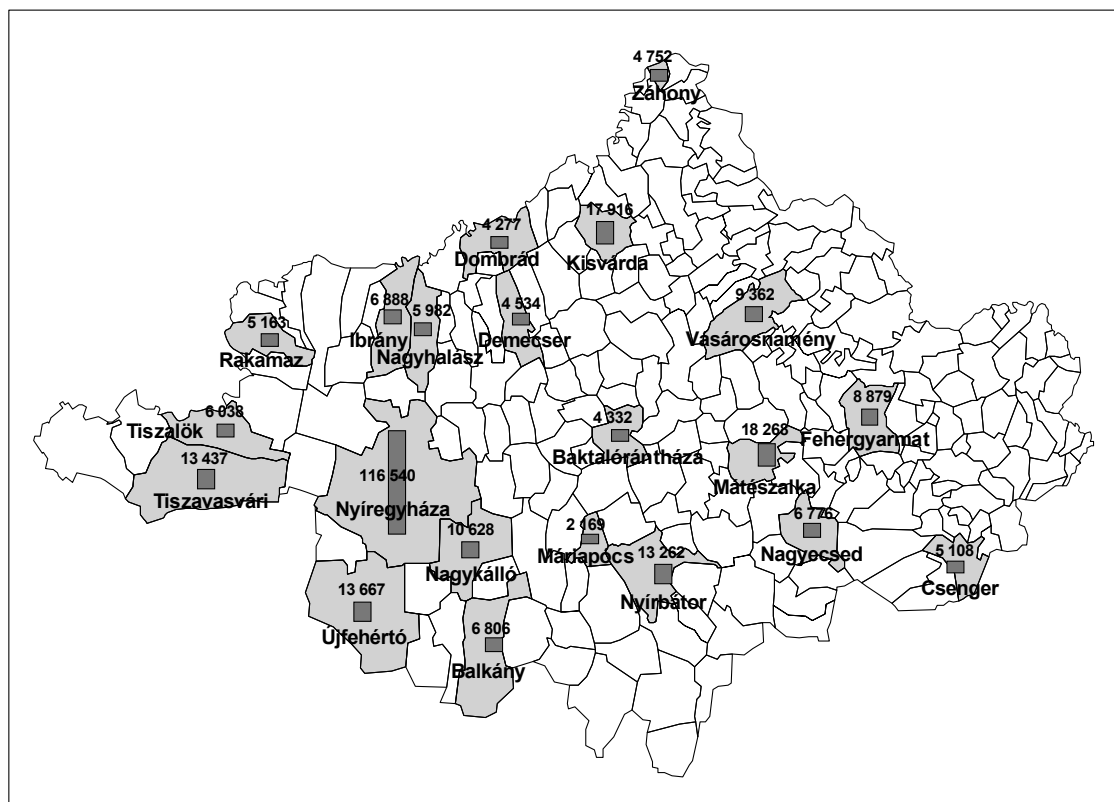 4 752
Záhony
17 916
Kisvárda
4 277
Dombrád
6 888
Ibrány
5 982
Nagyhalász
4 534
Demecser
9 362
Vásárosnamény
5 163
Rakamaz
6 038
Tiszalök
13 437
Tiszavasvári
116 540
Nyíregyháza
4 332
Baktalórántháza
18 268
Mátészalka
8 879
Fehérgyarmat
10 628
Nagykálló
2 169
Máriapócs
13 262
Nyírbátor
6 776
Nagyecsed
5 108
Csenger
13 667
Újfehértó
6 806
Balkány